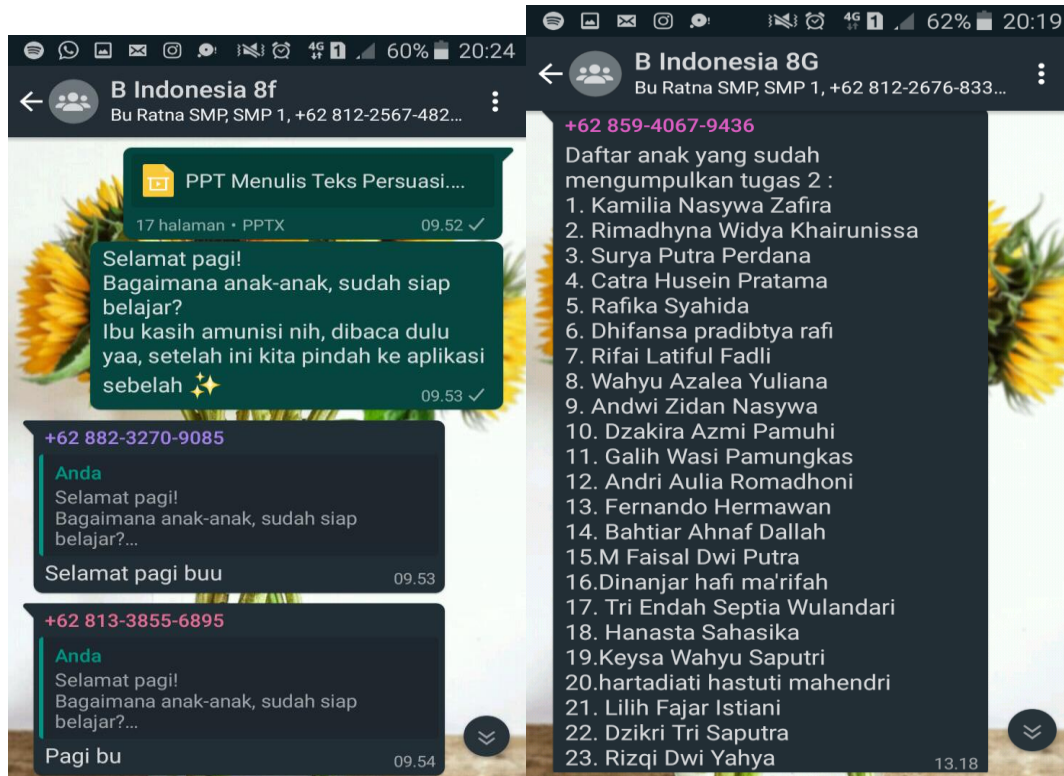 4G 1 60% 20:24
B Indonesia 8f
Bu Ratna SMP, SMP 1, +62 812-2567-482...
PPT Menulis Teks Persuasi....
17 halaman • PPTX 09.52
Selamat pagi!
Bagaimana anak-anak, sudah siap
belajar?
Ibu kasih amunisi nih, dibaca dulu
yaa, setelah ini kita pindah ke aplikasi
sebelah ✨ 09.53
+62 882-3270-9085
Anda
Selamat pagi!
Bagaimana anak-anak, sudah siap
belajar?...
Selamat pagi buu 09.53
+62 813-3855-6895
Anda
Selamat pagi!
Bagaimana anak-anak, sudah siap
belajar?...
Pagi bu 09.54
4G 1 62% 20:19
B Indonesia 8G
Bu Ratna SMP, SMP 1, +62 812-2676-833...
+62 859-4067-9436
Daftar anak yang sudah
mengumpulkan tugas 2 :
1. Kamilia Nasywa Zafira
2. Rimadhyna Widya Khairunissa
3. Surya Putra Perdana
4. Catra Husein Pratama
5. Rafika Syahida
6. Dhifansa pradibtya rafi
7. Rifai Latiful Fadli
8. Wahyu Azalea Yuliana
9. Andwi Zidan Nasywa
10. Dzakira Azmi Pamuhi
11. Galih Wasi Pamungkas
12. Andri Aulia Romadhoni
13. Fernando Hermawan
14. Bahtiar Ahnaf Dallah
15.M Faisal Dwi Putra
16.Dinanjar hafi ma'rifah
17. Tri Endah Septia Wulandari
18. Hanasta Sahasika
19.Keysa Wahyu Saputri
20.hartadiati hastuti mahendri
21. Lilih Fajar Istiani
22. Dzikri Tri Saputra
23. Rizqi Dwi Yahya 13.18